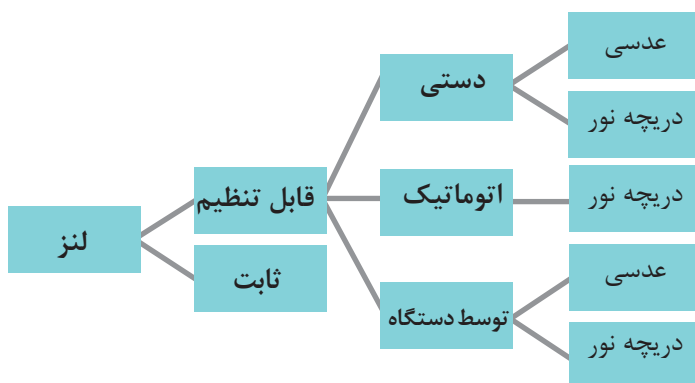 لنز
قابل تنظیم
ثابت
دستی
اتوماتیک
توسط دستگاه
عدسی
دریچه نور
دریچه نور
عدسی
دریچه نور